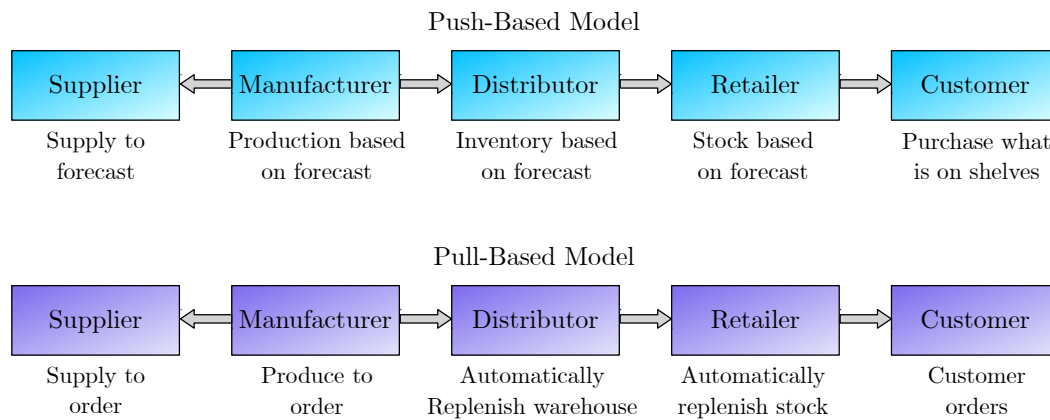 Push-Based Model
Supplier
Manufacturer
Distributor
Retailer
Customer
Supply to
forecast
Production based
on forecast
Inventory based
on forecast
Stock based
on forecast
Purchase what
is on shelves
Pull-Based Model
Supplier
Manufacturer
Distributor
Retailer
Customer
Supply to
order
Produce to
order
Automatically
Replenish warehouse
Automatically
replenish stock
Customer
orders